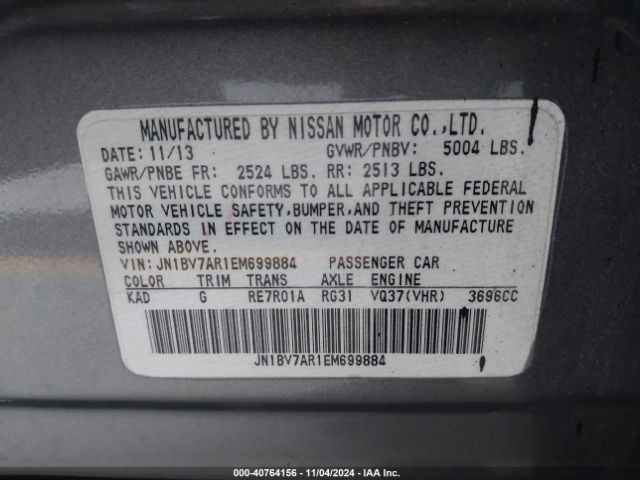 MANUFACTURED BY NISSAN MOTOR CO.,LTD.
DATE: 11/13 GVWR/PNBV: 5004 LBS.
GAWR/PNBE FR: 2524 LBS. RR: 2513 LBS.
THIS VEHICLE CONFORMS TO ALL APPLICABLE FEDERAL
MOTOR VEHICLE SAFETY,BUMPER,AND THEFT PREVENTION
STANDARDS IN EFFECT ON THE DATE OF MANUFACTURE
SHOWN ABOVE.
VIN:JN1BV7AR1EM699884 PASSENGER CAR
COLOR TRIM TRANS AXLE ENGINE
KAD G RE7R01A RG31 VQ37(VHR) 3696CC
JN1BV7AR1EM699884
000-40764156 - 11/04/2024 - IAA Inc.